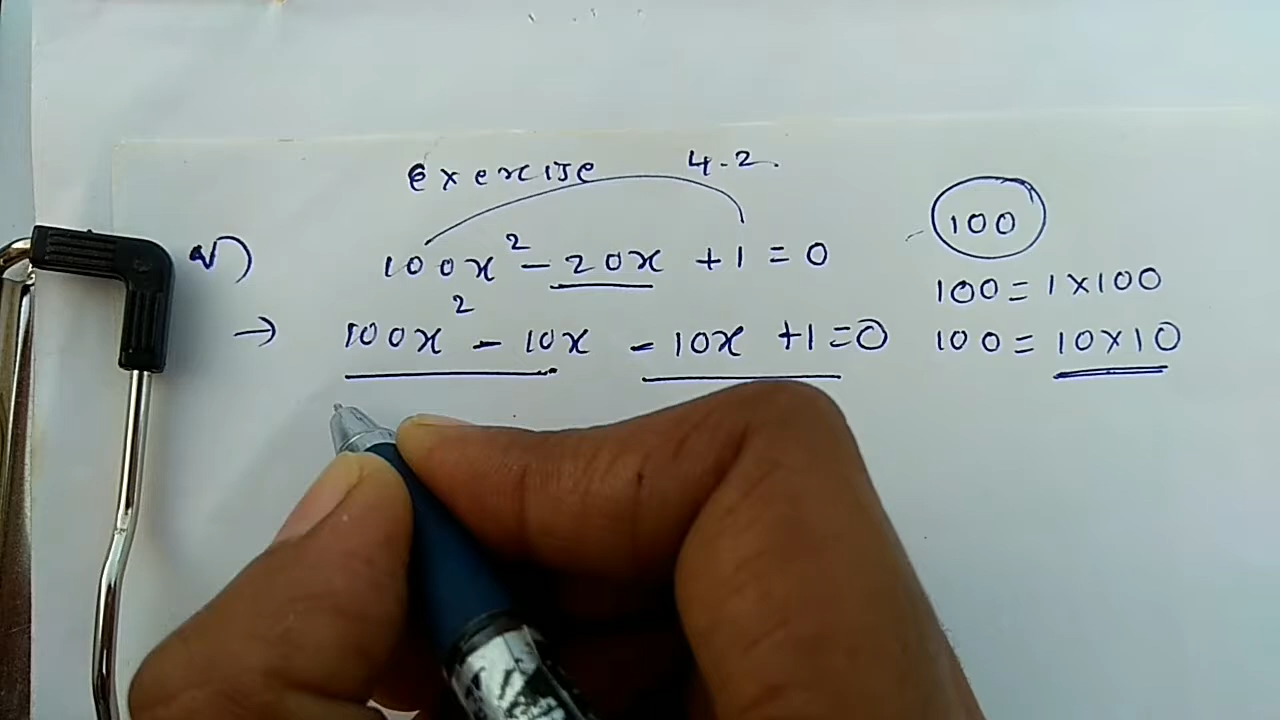 exercise 4.2.
v) 100x² - 20x + 1 = 0
→ 100x² - 10x - 10x + 1 = 0
100
100 = 1 × 100
100 = 10 × 10